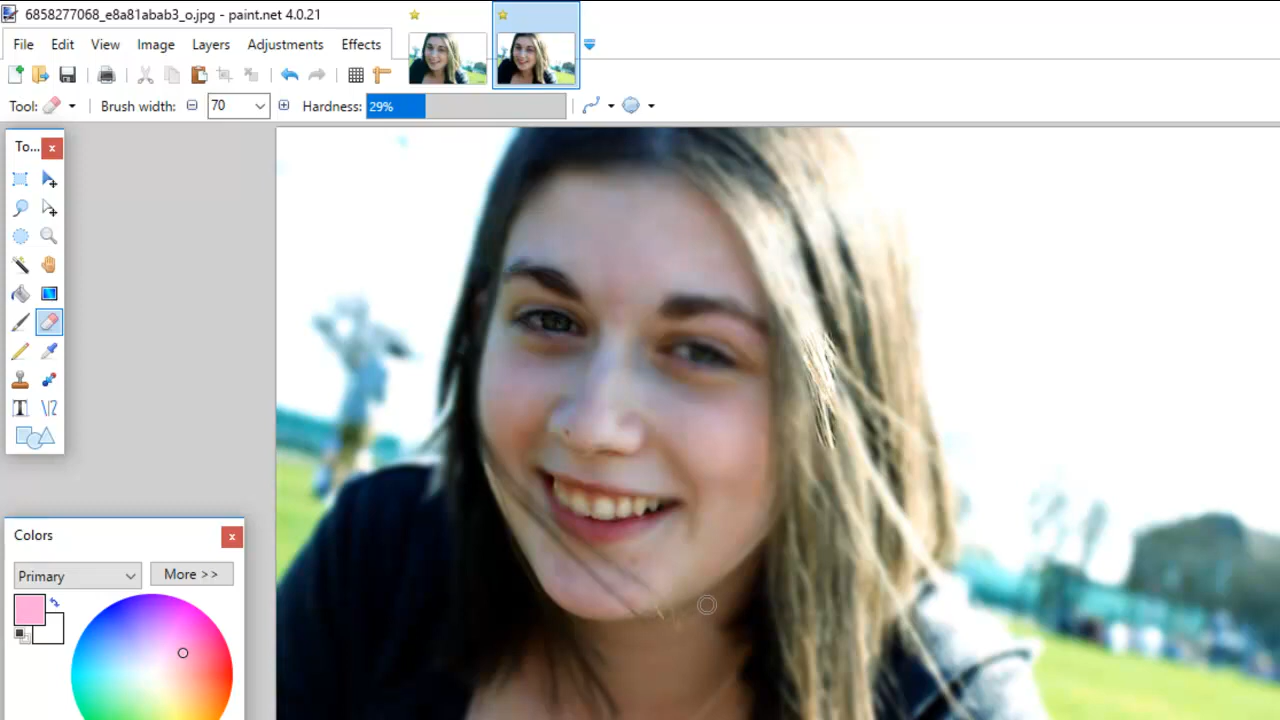 6858277068_e8a81abab3_o.jpg - paint.net 4.0.21
File Edit View Image Layers Adjustments Effects
Tool: Brush width: 70 Hardness: 29%
To...
Colors
Primary More >>